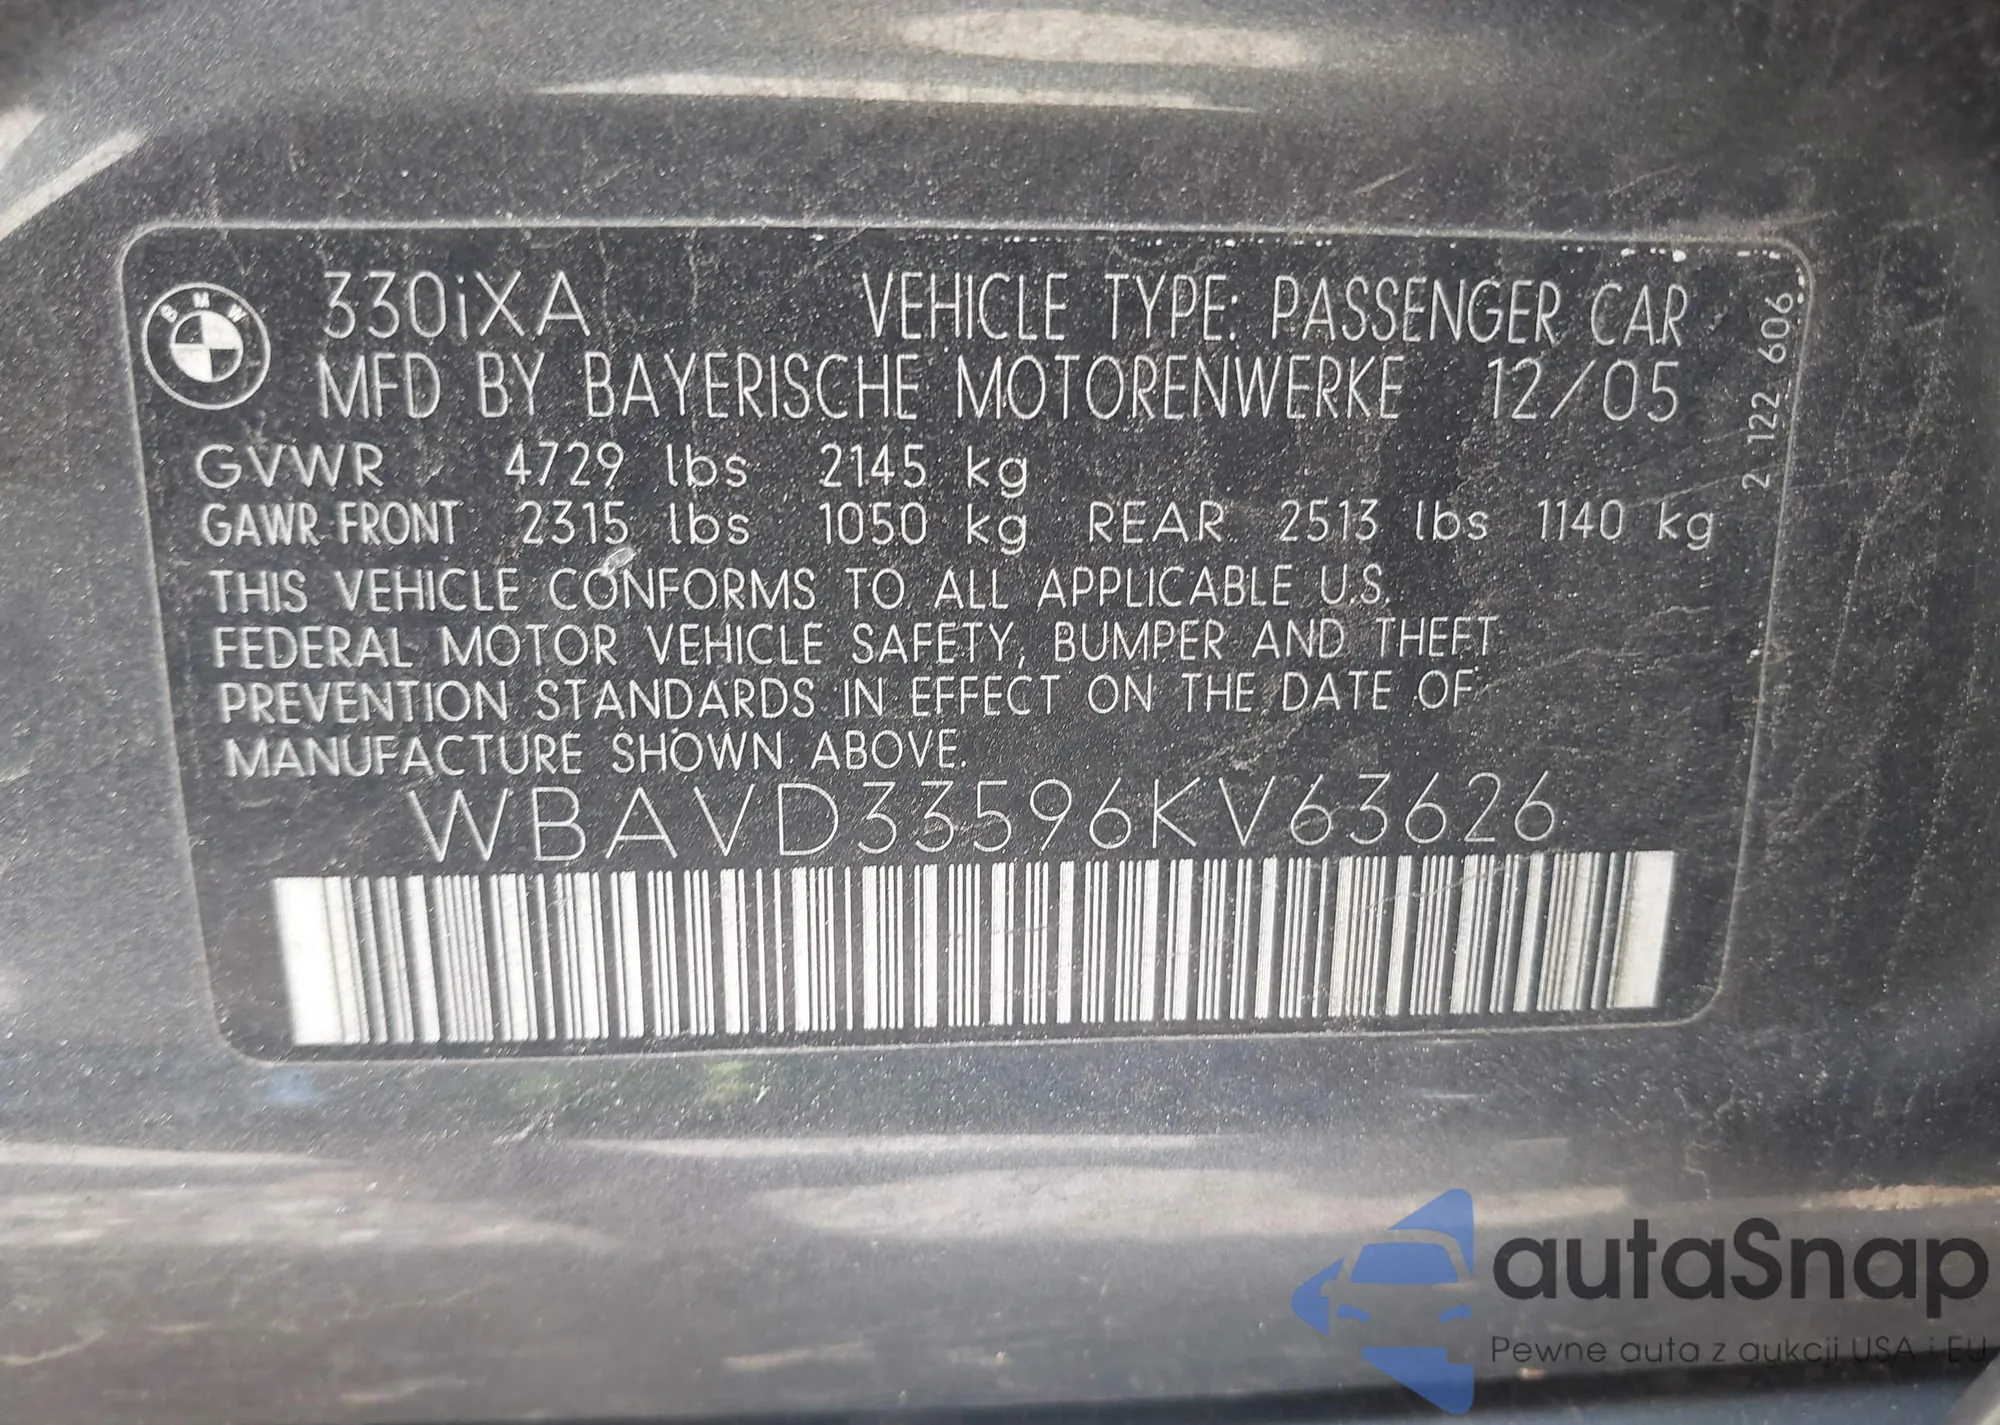 BMW
330iXA VEHICLE TYPE: PASSENGER CAR
MFD BY BAYERISCHE MOTORENWERKE 12/05
GVWR 4729 lbs 2145 kg
GAWR FRONT 2315 lbs 1050 kg REAR 2513 lbs 1140 kg
THIS VEHICLE CONFORMS TO ALL APPLICABLE U.S.
FEDERAL MOTOR VEHICLE SAFETY, BUMPER AND THEFT
PREVENTION STANDARDS IN EFFECT ON THE DATE OF
MANUFACTURE SHOWN ABOVE.
WBAVD33596KV63626
2 122 606
autaSnap
Pewne auta z aukcji USA i EU